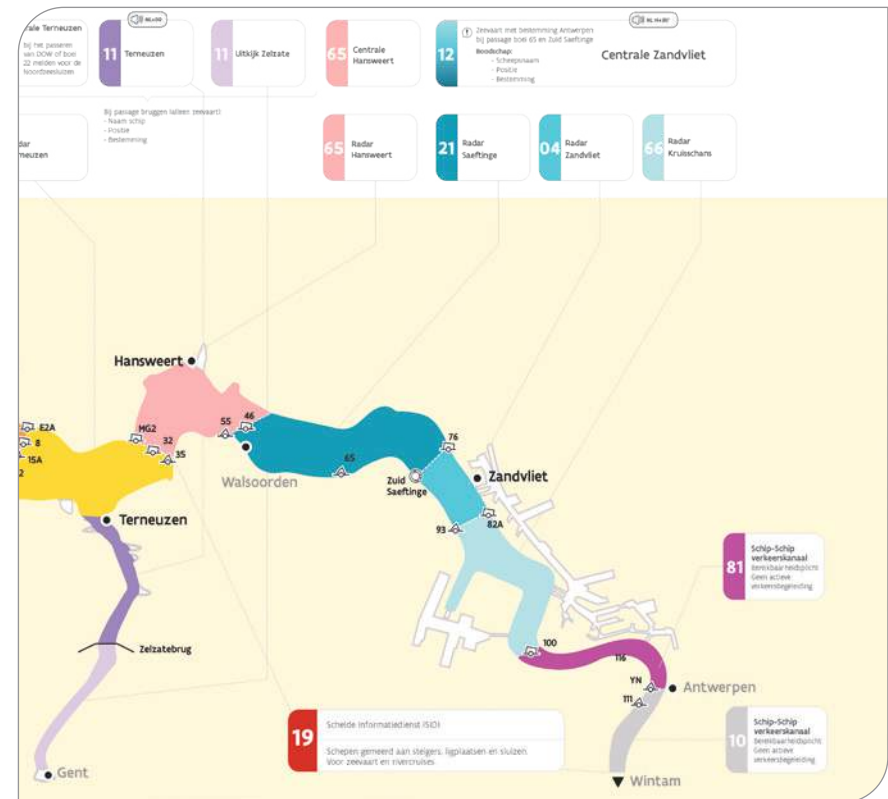 rale Terneuzen
bij het passeren
van DOW of boei
22 melden voor de
Noordzeesluizen
11 Terneuzen
11 Uitkijk Zelzate
65 Centrale
Hansweert
12
Zeevaart met bestemming Antwerpen
bij passage boei 65 en Zuid Saeftinge
Boodschap:
- Scheepsnaam
- Positie
- Bestemming
Centrale Zandvliet
Bij passage bruggen (alleen zeevaart)
- Naam schip
- Positie
- Bestemming
dar
rneuzen
65 Radar
Hansweert
21 Radar
Saeftinge
04 Radar
Zandvliet
66 Radar
Kruisschans
Hansweert
E2A
8
15A
2
MG2
32
35
55
46
Walsoorden
65
76
Zuid
Saeftinge
Zandvliet
93
82A
Terneuzen
Zelzatebrug
Gent
100
116
YN
111
Antwerpen
Wintam
81 Schip-Schip
verkeerskanaal
Bereikbaarheidsplicht
Geen actieve
verkeersbegeleiding
10 Schip-Schip
verkeerskanaal
Bereikbaarheidsplicht
Geen actieve
verkeersbegeleiding
19 Schelde Informatiedienst (SID)
Schepen gemeerd aan steigers, ligplaatsen en sluizen.
Voor zeevaart en rivercruises